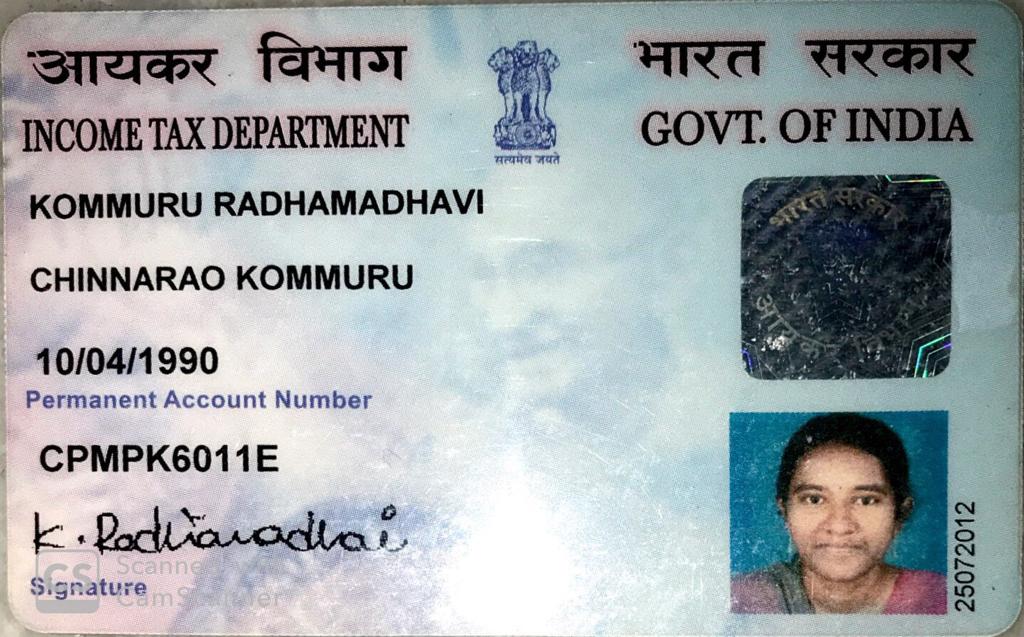 आयकर विभाग
INCOME TAX DEPARTMENT
सत्यमेव जयते
भारत सरकार
GOVT. OF INDIA
KOMMURU RADHAMADHAVI
CHINNARAO KOMMURU
10/04/1990
Permanent Account Number
CPMPK6011E
K. Radhamadhavi
Signature
भारत सरकार
आयकर विभाग
25072012
CS
Scanned with
CamScanner